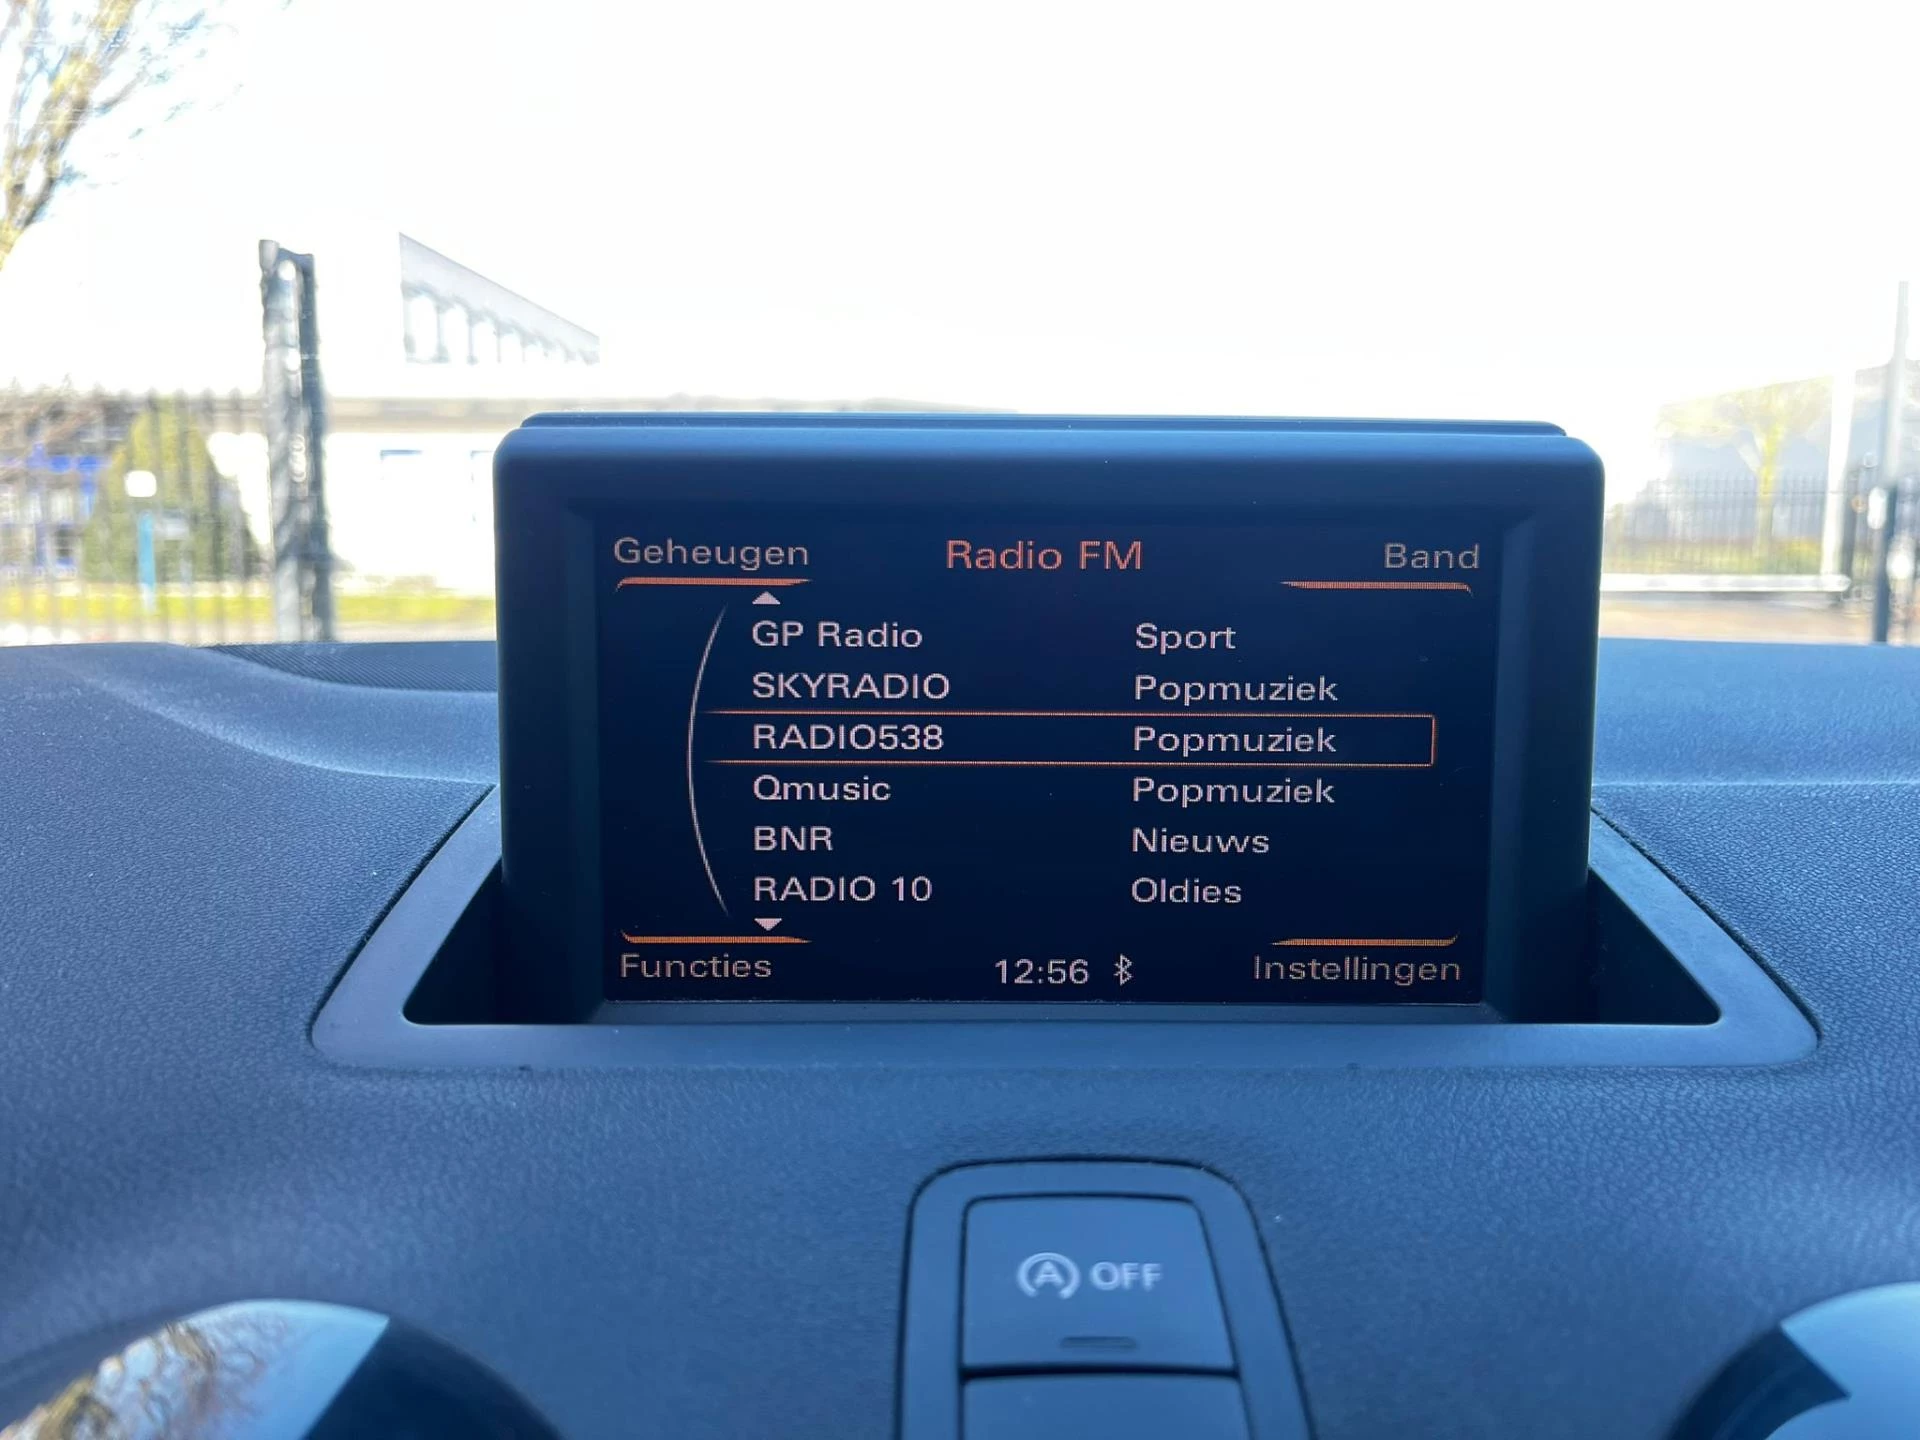 Geheugen Radio FM Band
GP Radio Sport
SKYRADIO Popmuziek
RADIO538 Popmuziek
Qmusic Popmuziek
BNR Nieuws
RADIO 10 Oldies
Functies 12:56 Instellingen
A OFF